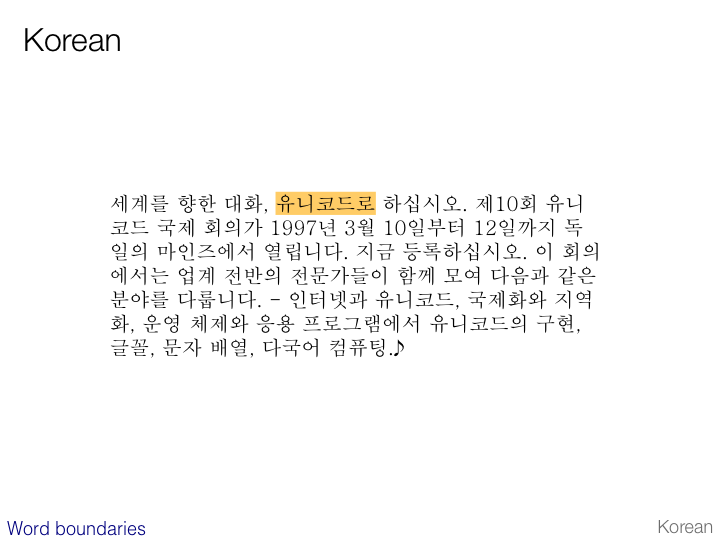 Korean
세계를 향한 대화, 유니코드로 하십시오. 제10회 유니
코드 국제 회의가 1997년 3월 10일부터 12일까지 독
일의 마인즈에서 열립니다. 지금 등록하십시오. 이 회의
에서는 업계 전반의 전문가들이 함께 모여 다음과 같은
분야를 다룹니다. - 인터넷과 유니코드, 국제화와 지역
화, 운영 체제와 응용 프로그램에서 유니코드의 구현,
글꼴, 문자 배열, 다국어 컴퓨팅.♪
Word boundaries
Korean